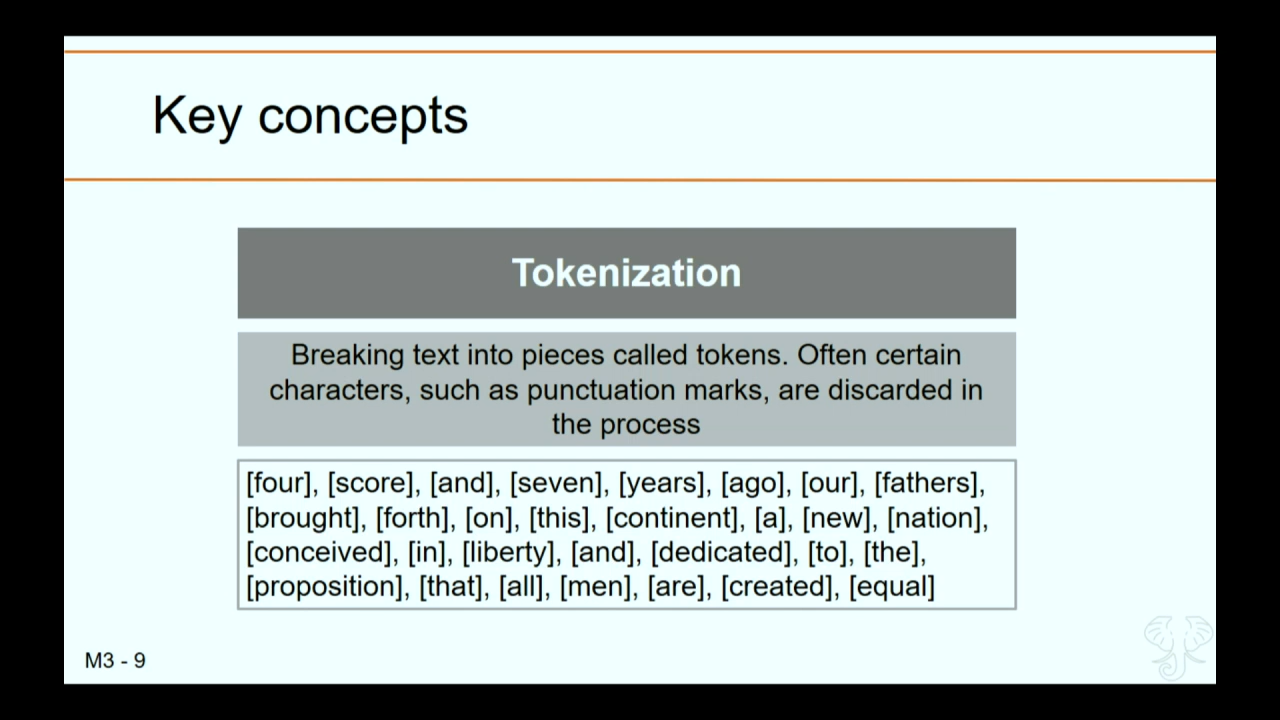 Key concepts
Tokenization
Breaking text into pieces called tokens. Often certain
characters, such as punctuation marks, are discarded in
the process
[four], [score], [and], [seven], [years], [ago], [our], [fathers],
[brought], [forth], [on], [this], [continent], [a], [new], [nation],
[conceived], [in], [liberty], [and], [dedicated], [to], [the],
[proposition], [that], [all], [men], [are], [created], [equal]
M3 - 9